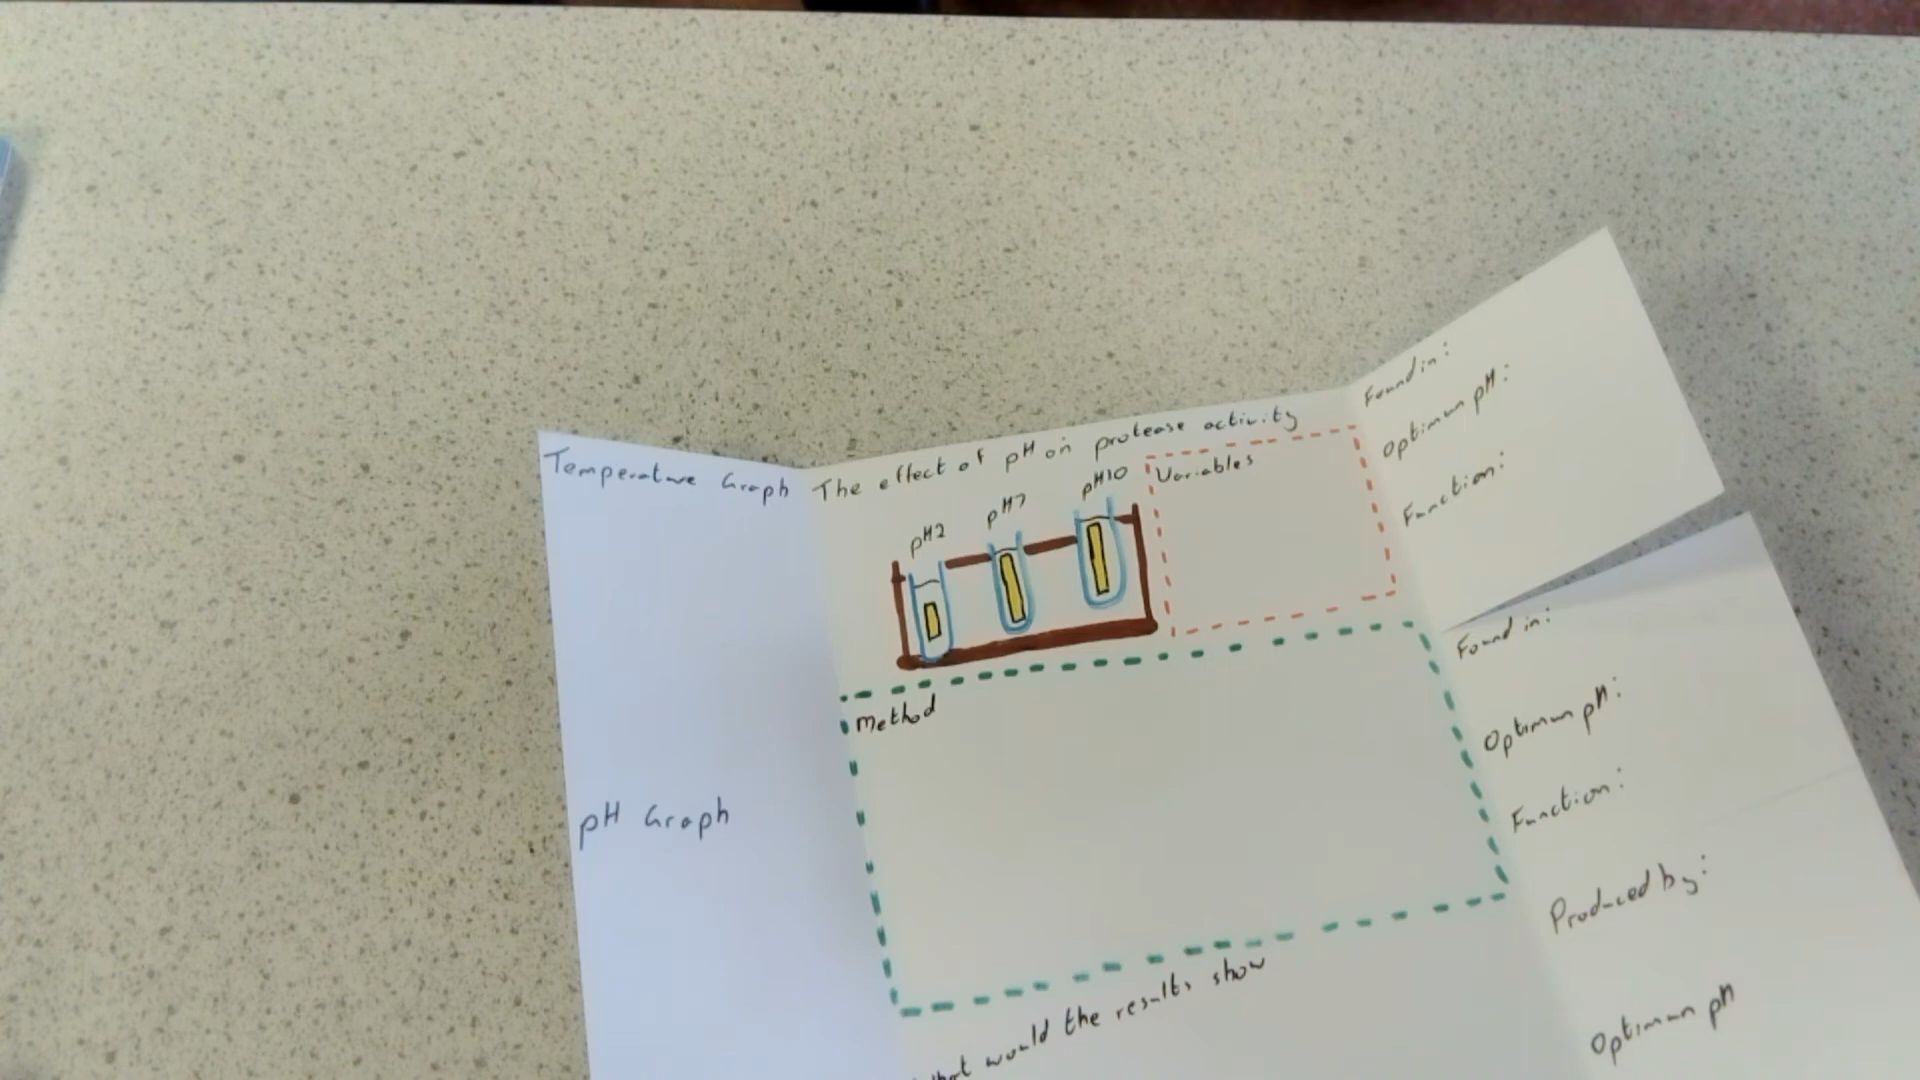 Temperature Graph
pH Graph
The effect of pH on protease activity
pH2
pH7
pH10
Variables
Method
would the results show
Found in:
Optimum pH:
Function:
Found in:
Optimum pH:
Function:
Produced by:
Optimum pH